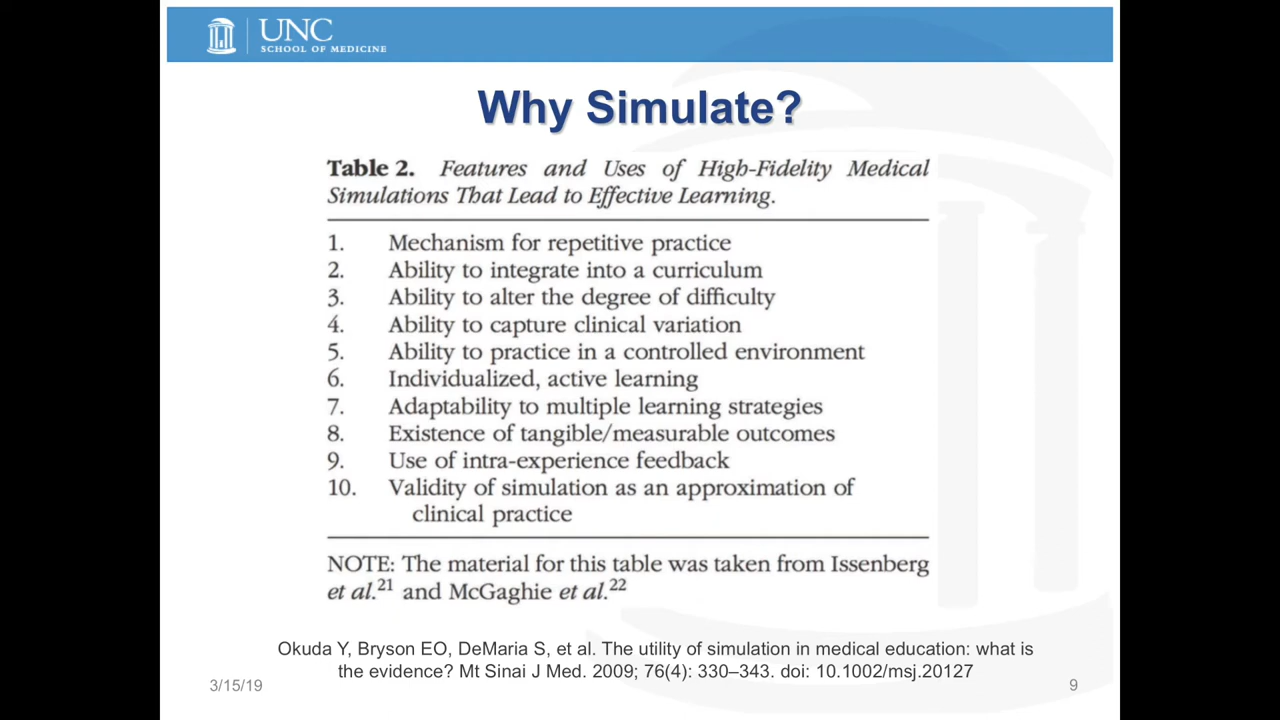 UNC
SCHOOL OF MEDICINE
Why Simulate?
Table 2. Features and Uses of High-Fidelity Medical
Simulations That Lead to Effective Learning.
1. Mechanism for repetitive practice
2. Ability to integrate into a curriculum
3. Ability to alter the degree of difficulty
4. Ability to capture clinical variation
5. Ability to practice in a controlled environment
6. Individualized, active learning
7. Adaptability to multiple learning strategies
8. Existence of tangible/measurable outcomes
9. Use of intra-experience feedback
10. Validity of simulation as an approximation of
clinical practice
NOTE: The material for this table was taken from Issenberg
et al.21 and McGaghie et al.22
Okuda Y, Bryson EO, DeMaria S, et al. The utility of simulation in medical education: what is
the evidence? Mt Sinai J Med. 2009; 76(4): 330–343. doi: 10.1002/msj.20127
3/15/19
9